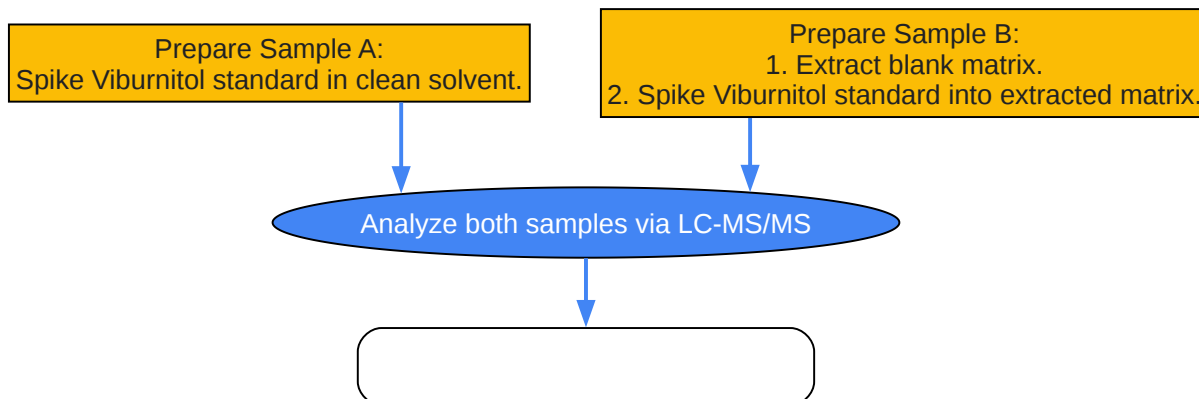 Prepare Sample A:
Spike Viburnitol standard in clean solvent.
Prepare Sample B:
1. Extract blank matrix.
2. Spike Viburnitol standard into extracted matrix.
Analyze both samples via LC-MS/MS